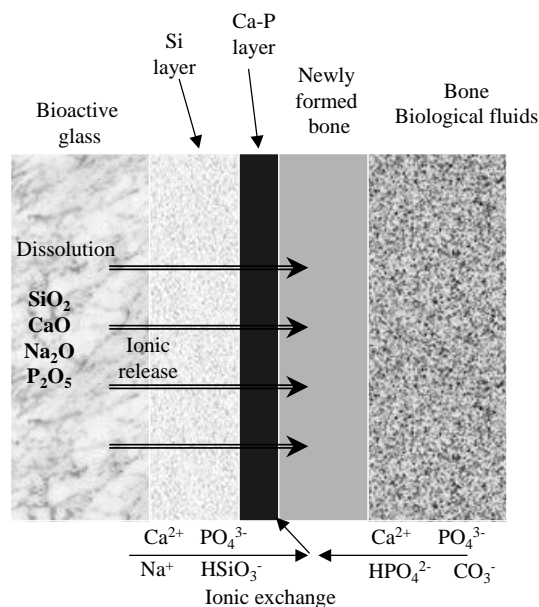 Si
layer
Ca-P
layer
Newly
formed
bone
Bone
Biological fluids
Bioactive
glass
Dissolution
SiO₂
CaO
Na₂O
P₂O₅
Ionic
release
Ca²⁺ PO₄³⁻
Na⁺ HSiO₃⁻
Ca²⁺ PO₄³⁻
HPO₄²⁻ CO₃⁻
Ionic exchange